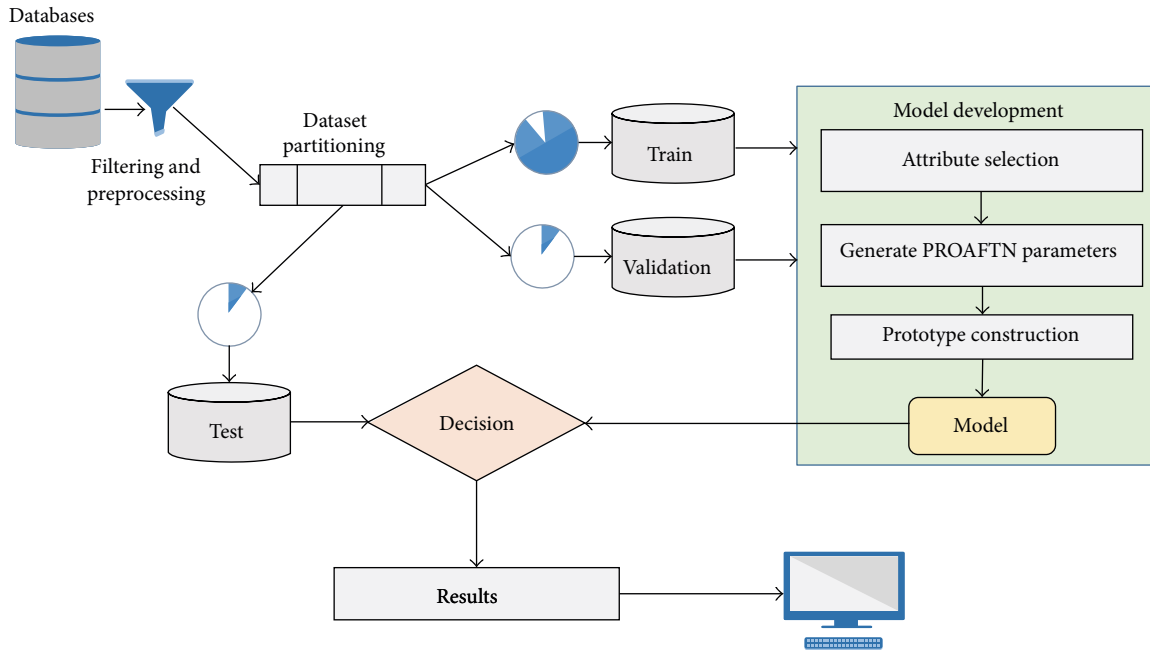 Databases
Filtering and
preprocessing
Dataset
partitioning
Train
Validation
Test
Model development
Attribute selection
Generate PROAFTN parameters
Prototype construction
Model
Decision
Results